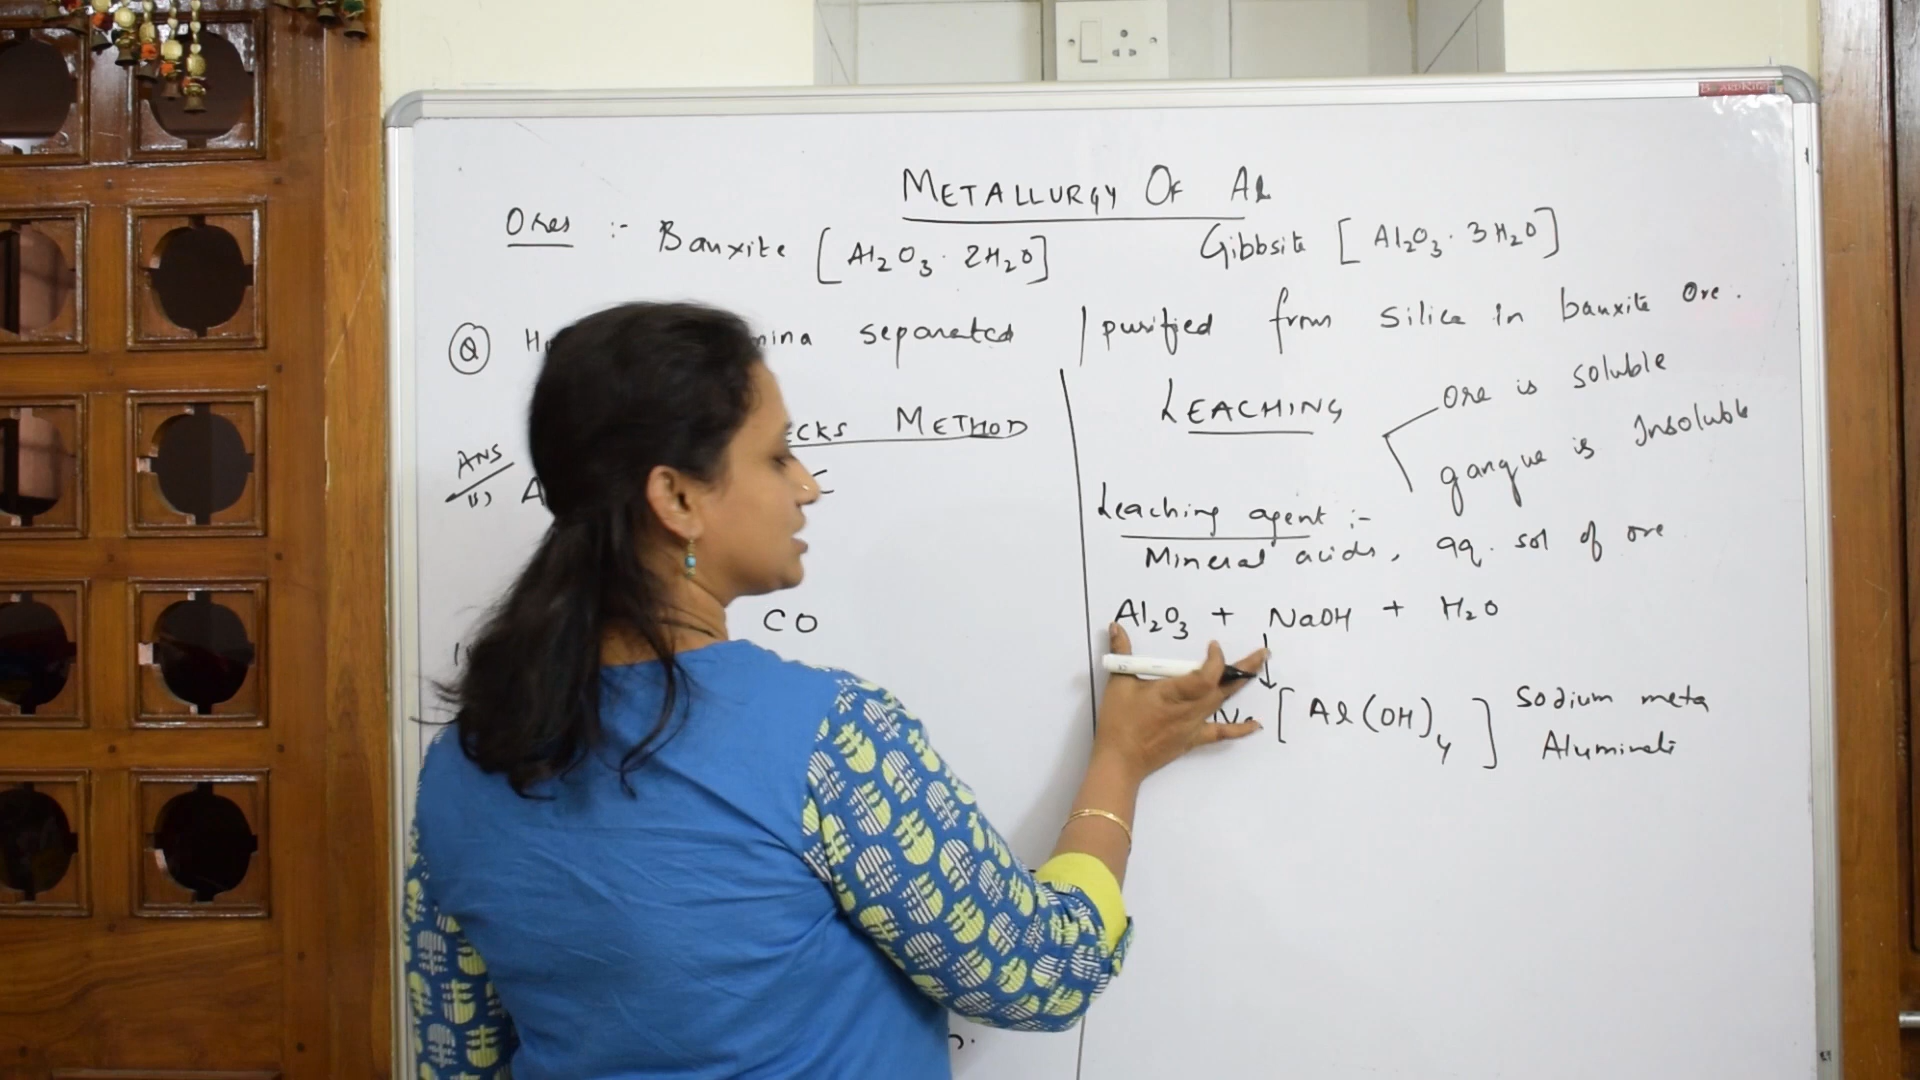 METALLURGY OF Al
Ores :- Bauxite [Al₂O₃·2H₂O] Gibbsite [Al₂O₃·3H₂O]
Q separated / purified from silica in bauxite Ore.
ANS METHOD
LEACHING
Ore is soluble
gangue is Insoluble
Leaching agent :-
Mineral acids, aq. sol of ore
CO
Al₂O₃ + NaOH + H₂O
↓
[Al(OH)₄] Sodium meta